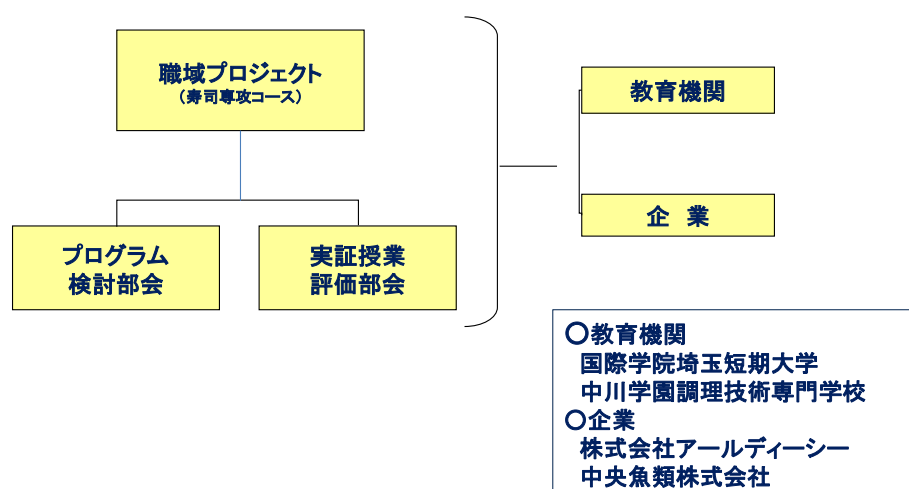 職域プロジェクト
（寿司専攻コース）
プログラム
検討部会
実証授業
評価部会
教育機関
企　業
○教育機関
国際学院埼玉短期大学
中川学園調理技術専門学校
○企業
株式会社アールディーシー
中央魚類株式会社